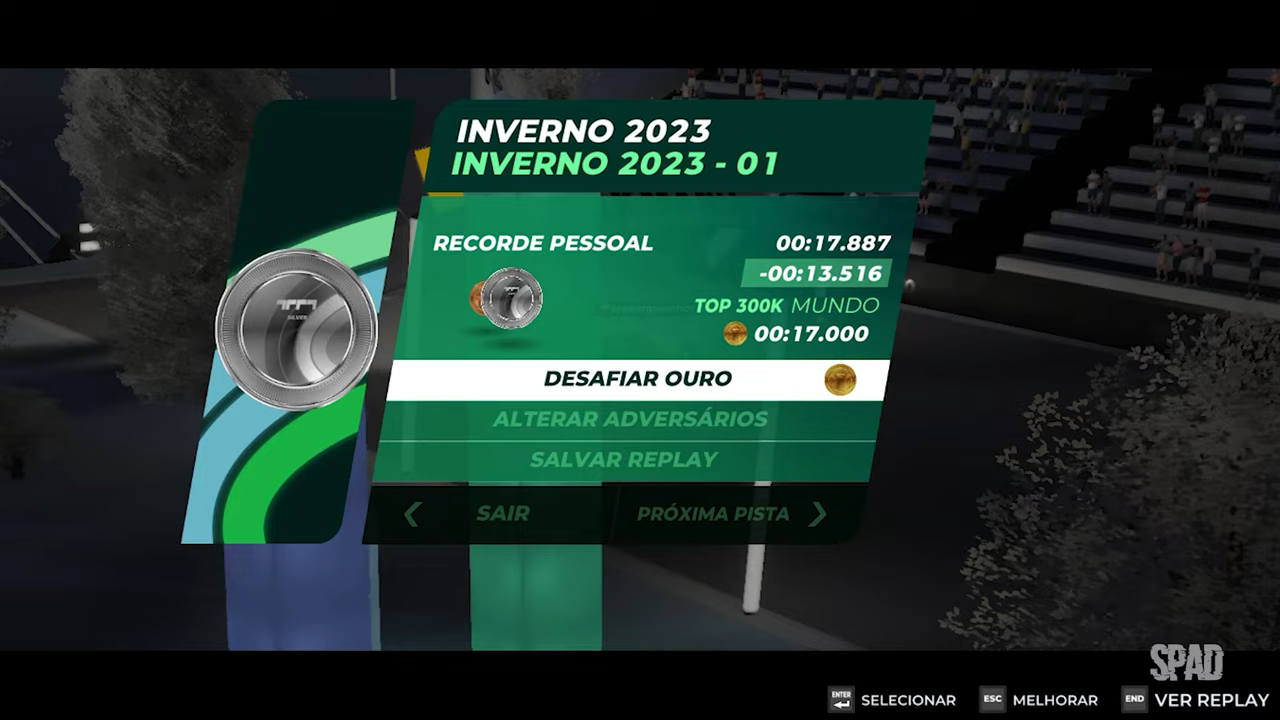 INVERNO 2023
INVERNO 2023 - 01
RECORDE PESSOAL 00:17.887
-00:13.516
TOP 300K MUNDO
00:17.000
SILVER
DESAFIAR OURO
ALTERAR ADVERSÁRIOS
SALVAR REPLAY
SAIR PRÓXIMA PISTA
SPAD
ENTER SELECIONAR ESC MELHORAR END VER REPLAY